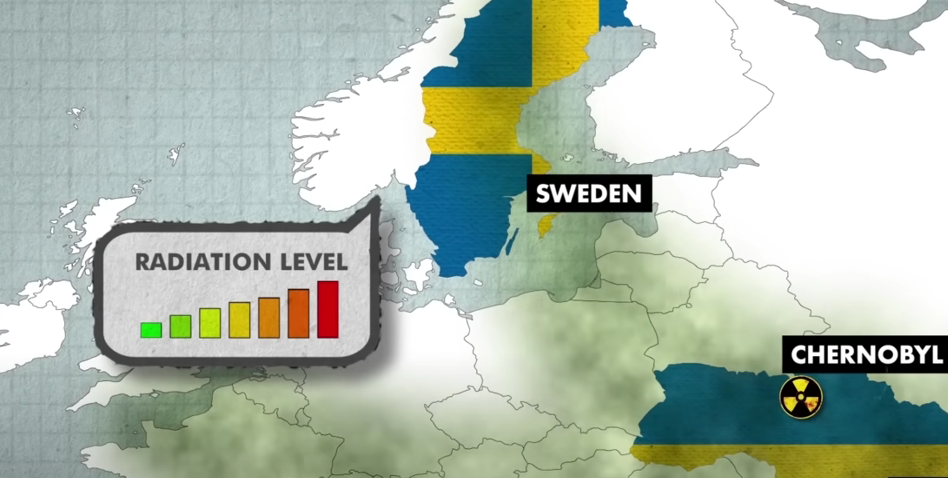 SWEDEN
RADIATION LEVEL
CHERNOBYL